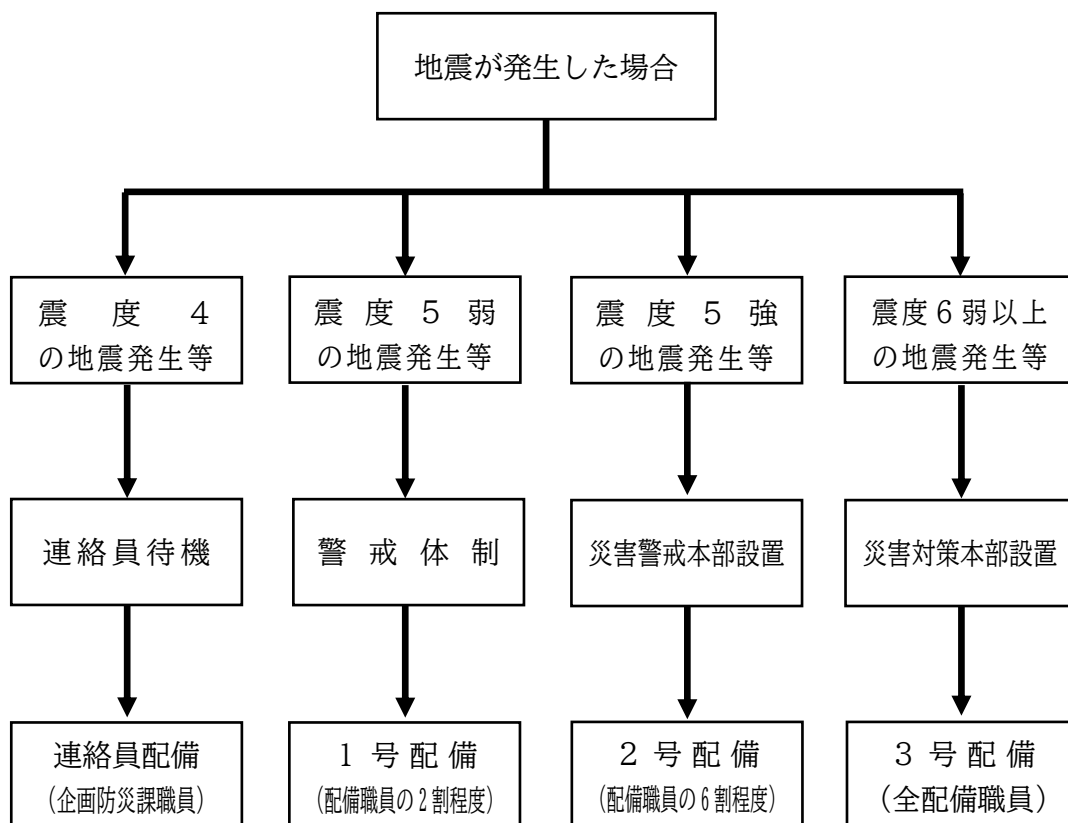 地震が発生した場合
震度4
の地震発生等
震度5弱
の地震発生等
震度5強
の地震発生等
震度6弱以上
の地震発生等
連絡員待機
警戒体制
災害警戒本部設置
災害対策本部設置
連絡員配備
(企画防災課職員)
1号配備
(配備職員の2割程度)
2号配備
(配備職員の6割程度)
3号配備
(全配備職員)